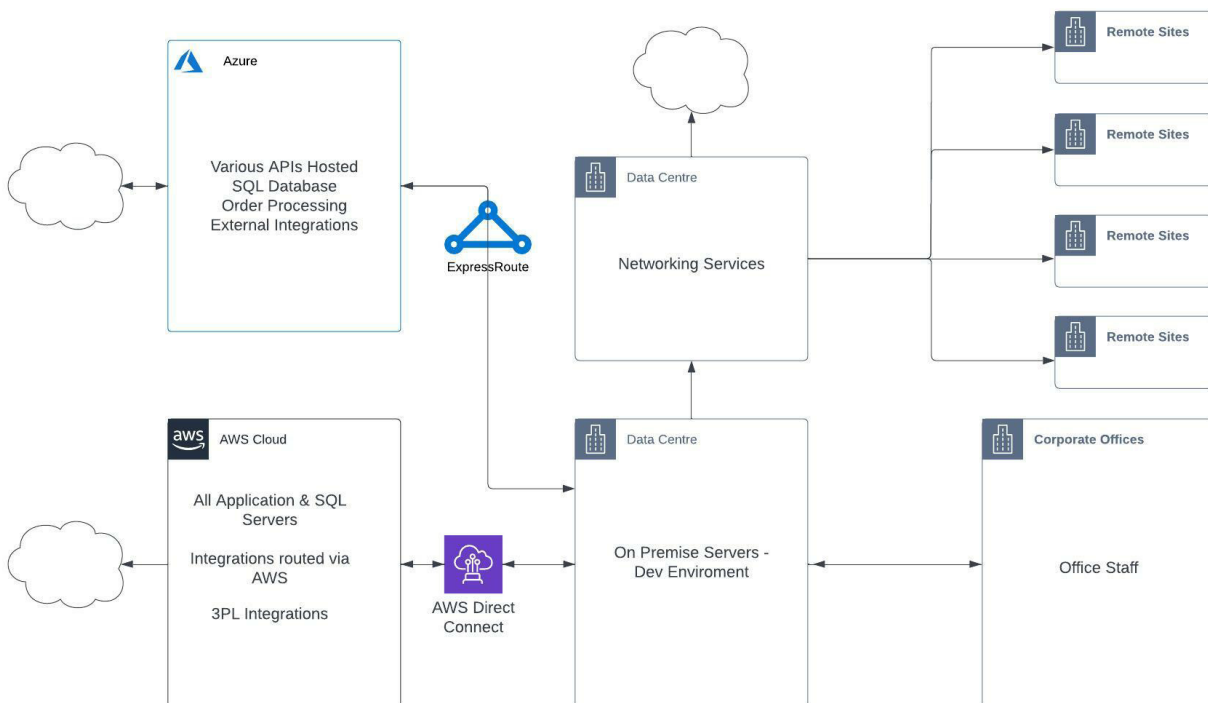 Azure
Various APIs Hosted
SQL Database
Order Processing
External Integrations
ExpressRoute
Data Centre
Networking Services
Remote Sites
Remote Sites
Remote Sites
Remote Sites
aws
AWS Cloud
All Application & SQL
Servers
Integrations routed via
AWS
3PL Integrations
AWS Direct
Connect
Data Centre
On Premise Servers -
Dev Enviroment
Corporate Offices
Office Staff